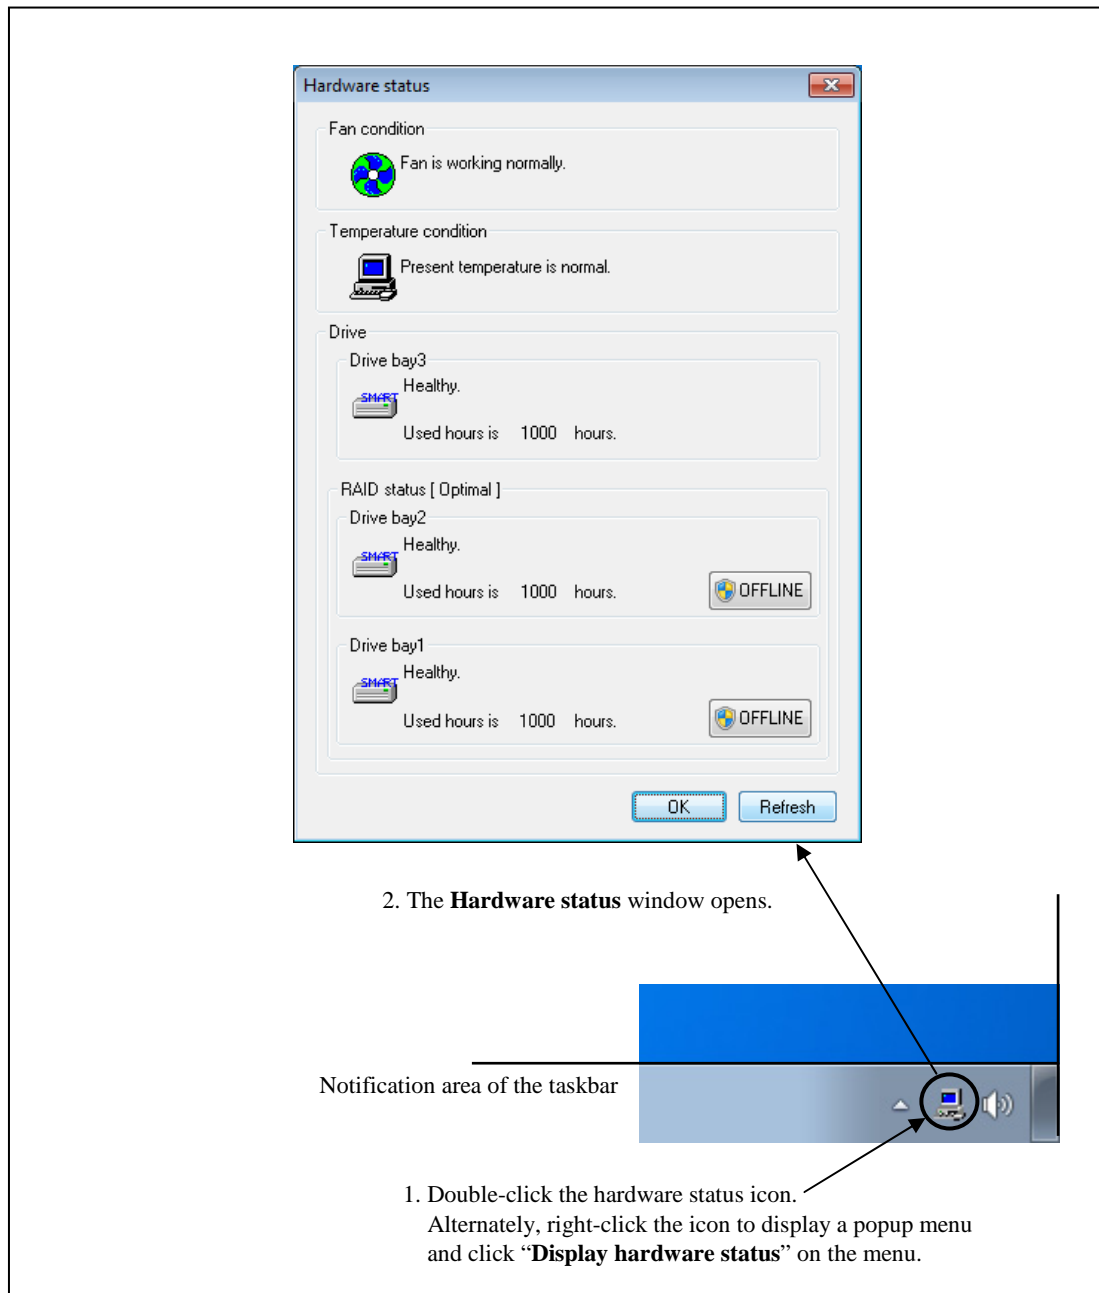 Hardware status
Fan condition
Fan is working normally.
Temperature condition
Present temperature is normal.
Drive
Drive bay3
SMART
Healthy.
Used hours is 1000 hours.
RAID status [ Optimal ]
Drive bay2
SMART
Healthy.
Used hours is 1000 hours.
OFFLINE
Drive bay1
SMART
Healthy.
Used hours is 1000 hours.
OFFLINE
OK
Refresh
2. The Hardware status window opens.
Notification area of the taskbar
1. Double-click the hardware status icon.
Alternately, right-click the icon to display a popup menu
and click “Display hardware status” on the menu.